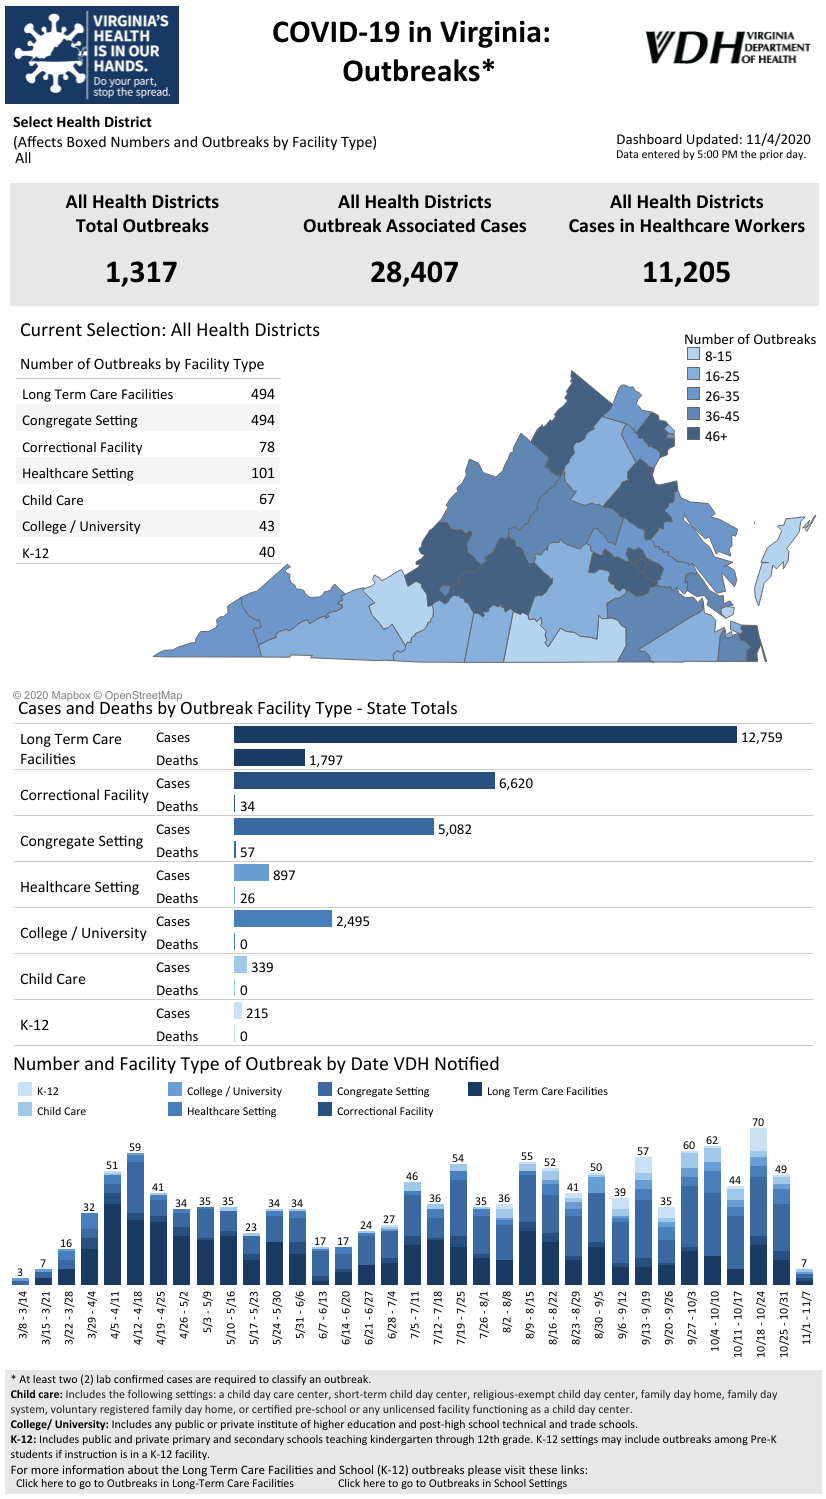 VIRGINIA'S
HEALTH
IS IN OUR
HANDS.
Do your part,
stop the spread.
COVID-19 in Virginia:
Outbreaks*
VDH VIRGINIA
DEPARTMENT
OF HEALTH
Select Health District
(Affects Boxed Numbers and Outbreaks by Facility Type)
All
Dashboard Updated: 11/4/2020
Data entered by 5:00 PM the prior day.
All Health Districts
Total Outbreaks
1,317
All Health Districts
Outbreak Associated Cases
28,407
All Health Districts
Cases in Healthcare Workers
11,205
Current Selection: All Health Districts
Number of Outbreaks by Facility Type
Long Term Care Facilities 494
Congregate Setting 494
Correctional Facility 78
Healthcare Setting 101
Child Care 67
College / University 43
K-12 40
Number of Outbreaks
8-15
16-25
26-35
36-45
46+
© 2020 Mapbox © OpenStreetMap
Cases and Deaths by Outbreak Facility Type - State Totals
Long Term Care
Facilities
Cases 12,759
Deaths 1,797
Correctional Facility
Cases 6,620
Deaths 34
Congregate Setting
Cases 5,082
Deaths 57
Healthcare Setting
Cases 897
Deaths 26
College / University
Cases 2,495
Deaths 0
Child Care
Cases 339
Deaths 0
K-12
Cases 215
Deaths 0
Number and Facility Type of Outbreak by Date VDH Notified
K-12 College / University Congregate Setting Long Term Care Facilities
Child Care Healthcare Setting Correctional Facility
3 7 16 32 51 59 41 34 35 35 23 34 34 17 17 24 27 46 36 54 35 36 55 52 41 50 39 57 35 60 62 44 70 49 7
3/8 - 3/14
3/15 - 3/21
3/22 - 3/28
3/29 - 4/4
4/5 - 4/11
4/12 - 4/18
4/19 - 4/25
4/26 - 5/2
5/3 - 5/9
5/10 - 5/16
5/17 - 5/23
5/24 - 5/30
5/31 - 6/6
6/7 - 6/13
6/14 - 6/20
6/21 - 6/27
6/28 - 7/4
7/5 - 7/11
7/12 - 7/18
7/19 - 7/25
7/26 - 8/1
8/2 - 8/8
8/9 - 8/15
8/16 - 8/22
8/23 - 8/29
8/30 - 9/5
9/6 - 9/12
9/13 - 9/19
9/20 - 9/26
9/27 - 10/3
10/4 - 10/10
10/11 - 10/17
10/18 - 10/24
10/25 - 10/31
11/1 - 11/7
* At least two (2) lab confirmed cases are required to classify an outbreak.
Child care: Includes the following settings: a child day care center, short-term child day center, religious-exempt child day center, family day home, family day
system, voluntary registered family day home, or certified pre-school or any unlicensed facility functioning as a child day center.
College/ University: Includes any public or private institute of higher education and post-high school technical and trade schools.
K-12: Includes public and private primary and secondary schools teaching kindergarten through 12th grade. K-12 settings may include outbreaks among Pre-K
students if instruction is in a K-12 facility.
For more information about the Long Term Care Facilities and School (K-12) outbreaks please visit these links:
Click here to go to Outbreaks in Long-Term Care Facilities Click here to go to Outbreaks in School Settings